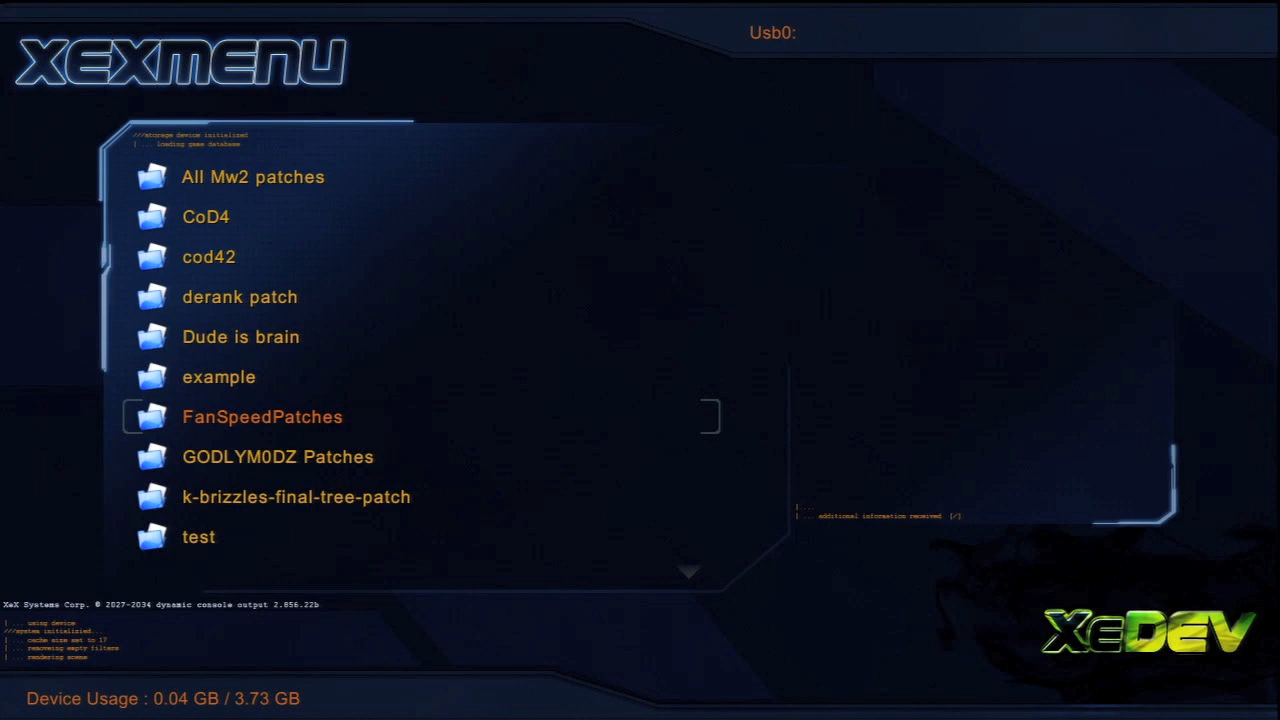 XEXMENU
Usb0:
///storage device initialized
| ... loading game database
All Mw2 patches
CoD4
cod42
derank patch
Dude is brain
example
FanSpeedPatches
GODLYM0DZ Patches
k-brizzles-final-tree-patch
test
| ...
| ... additional information received [/]
XeX Systems Corp. © 2027-2034 dynamic console output 2.856.22b
| ... using device
///system initializied...
| ... cache size set to 17
| ... removeing empty filters
| ... rendering scene
XeDEV
Device Usage : 0.04 GB / 3.73 GB